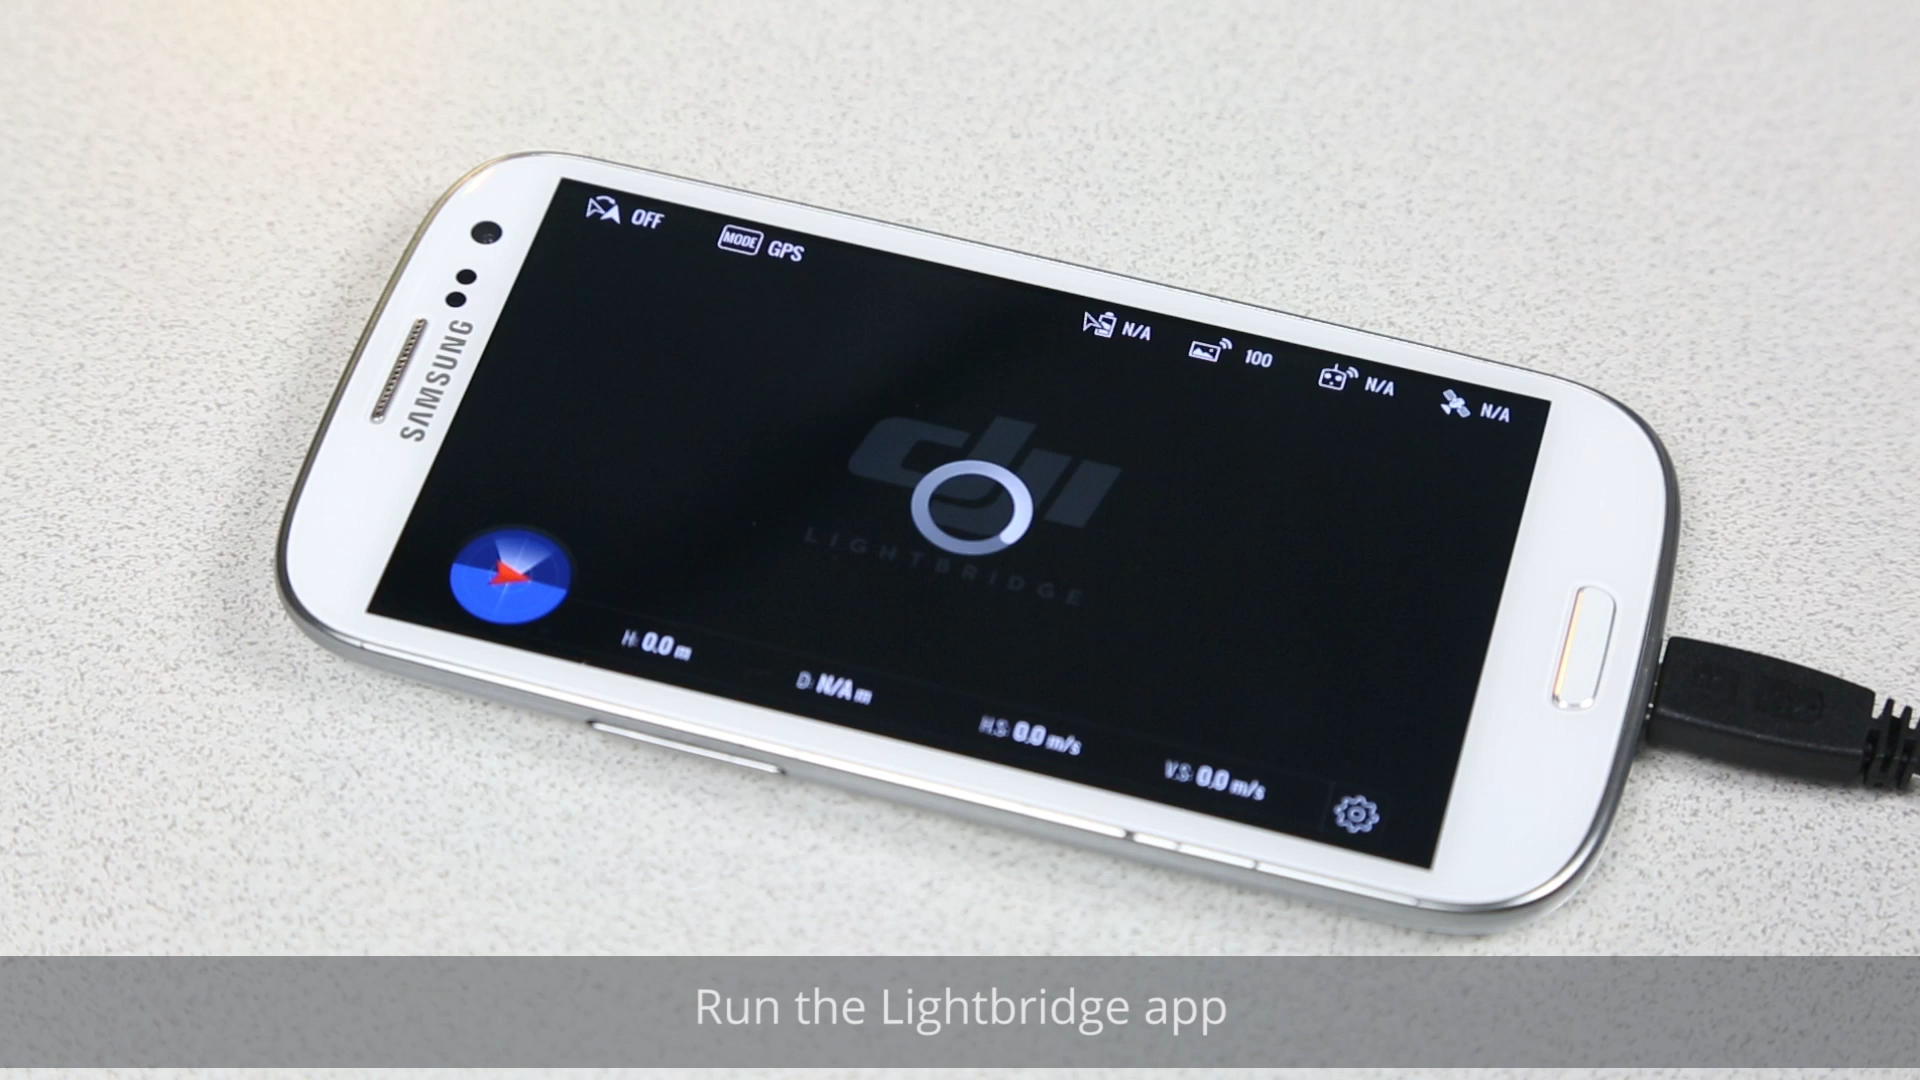 OFF
MODE GPS
N/A
100
N/A
N/A
SAMSUNG
dji
LIGHTBRIDGE
H: 0.0 m
D: N/A m
H.S: 0.0 m/s
V.S: 0.0 m/s
Run the Lightbridge app